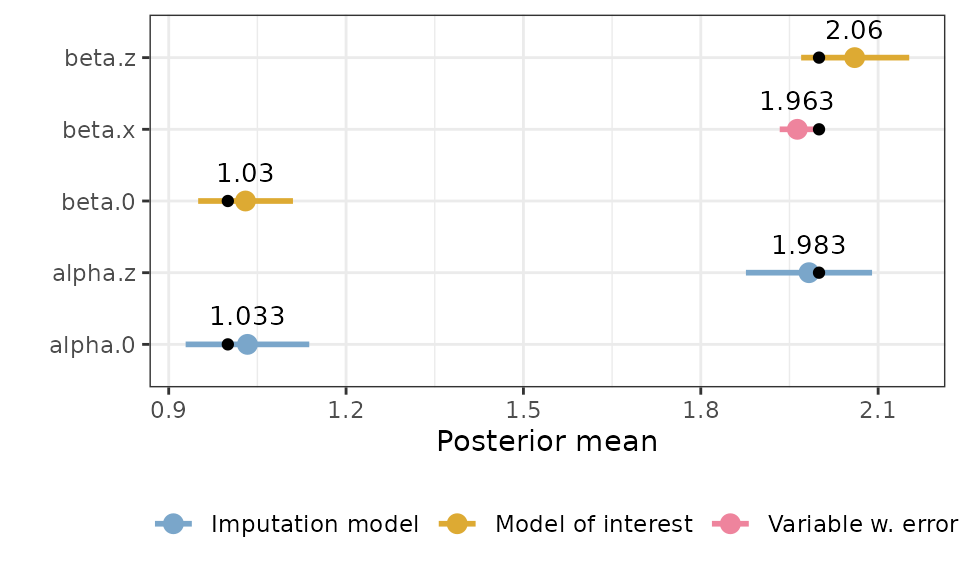 beta.z
2.06
beta.x
1.963
beta.0
1.03
alpha.z
1.983
alpha.0
1.033
0.9 1.2 1.5 1.8 2.1
Posterior mean
Imputation model Model of interest Variable w. error